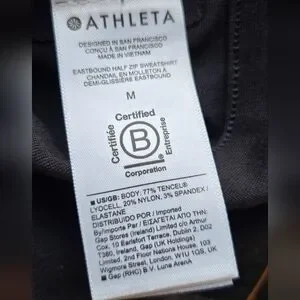 ATHLETA
DESIGNED IN SAN FRANCISCO
CONÇU À SAN FRANCISCO
MADE IN VIETNAM
EASTBOUND HALF ZIP SWEATSHIRT
CHANDAIL EN MOLLETON À
DEMI-GLISSIÈRE EASTBOUND
M
Certified
Certifiée
B
Entreprise
Corporation
US/GB: BODY: 77% TENCEL®
LYOCELL, 20% NYLON, 3% SPANDEX /
ELASTANE
DISTRIBUIDO POR / Imported
By/Importé Par / ΕΙΣΑΓΕΤΑΙ ΑΠΟ ΤΗΝ:
Gap Stores (Ireland) Limited c/o Arthur
Cox, 10 Earlsfort Terrace, Dublin 2, D02
T380, Ireland, Gap (UK Holdings)
Limited, 2nd Floor Nations House, 103
Wigmore Street, London, W1U 1QS, UK
Gap (RHC) B.V. Luna ArenA